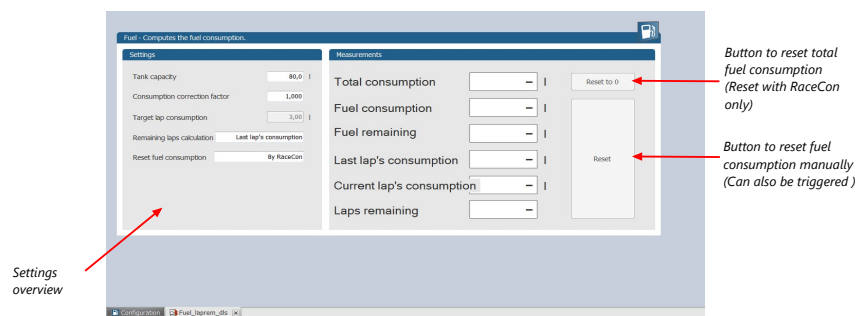 Fuel - Computes the fuel consumption.
Settings
Tank capacity 80,0 l
Consumption correction factor 1,000
Target lap consumption 3,00 l
Remaining laps calculation Last lap's consumption
Reset fuel consumption By RaceCon
Measurements
Total consumption – l Reset to 0
Fuel consumption – l
Fuel remaining – l
Last lap's consumption – l
Reset
Current lap's consumption – l
Laps remaining –
Button to reset total
fuel consumption
(Reset with RaceCon
only)
Button to reset fuel
consumption manually
(Can also be triggered )
Settings
overview
Configuration Fuel_laprem_dls x